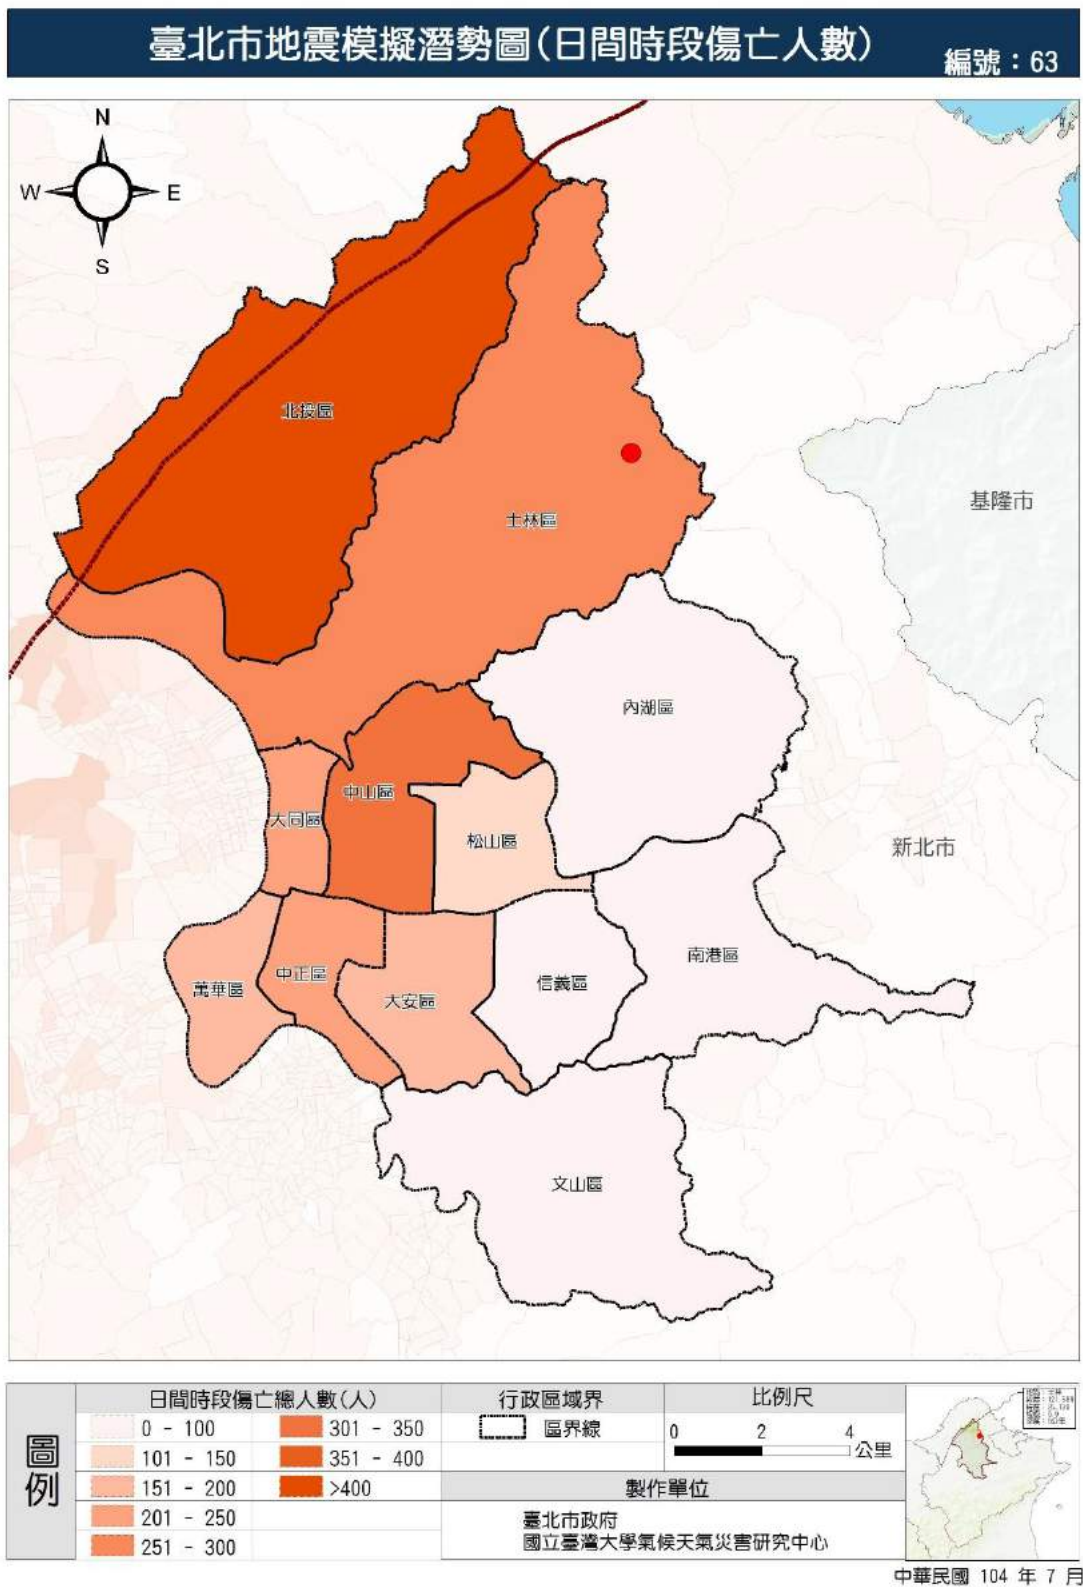 臺北市地震模擬潛勢圖(日間時段傷亡人數)
編號：63
N
W
E
S
北投區
士林區
基隆市
內湖區
中山區
大同區
松山區
新北市
南港區
中正區
信義區
萬華區
大安區
文山區
圖例
日間時段傷亡總人數(人)
0 - 100
101 - 150
151 - 200
201 - 250
251 - 300
301 - 350
351 - 400
>400
行政區域界
區界線
比例尺
0 2 4
公里
製作單位
臺北市政府
國立臺灣大學氣候天氣災害研究中心
中華民國 104 年 7 月